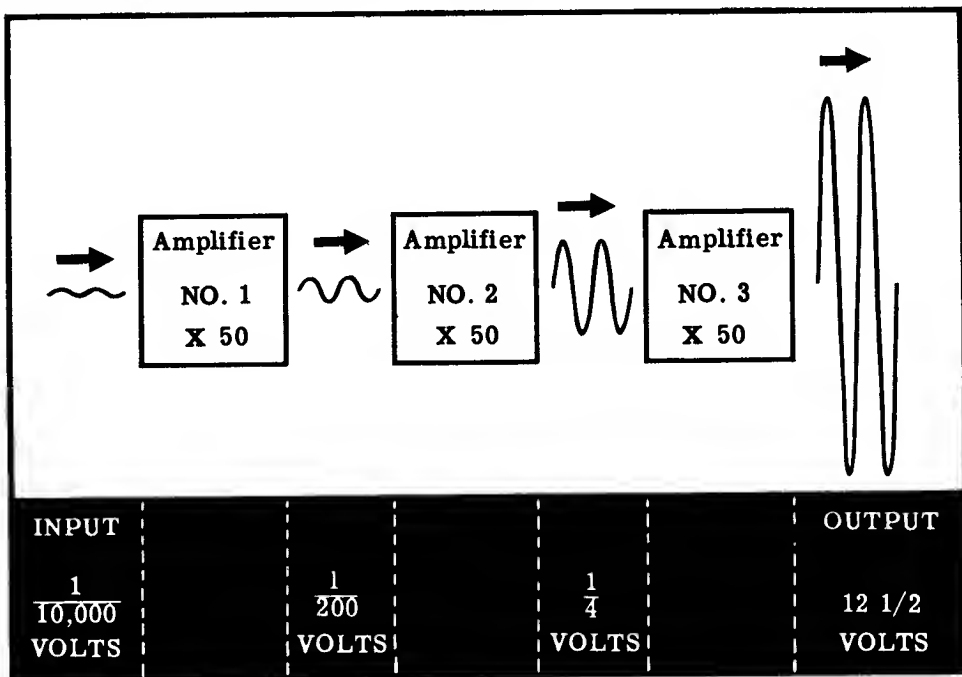 Amplifier
NO. 1
X 50
Amplifier
NO. 2
X 50
Amplifier
NO. 3
X 50
INPUT
1
10,000
VOLTS
1
200
VOLTS
1
4
VOLTS
OUTPUT
12 1/2
VOLTS